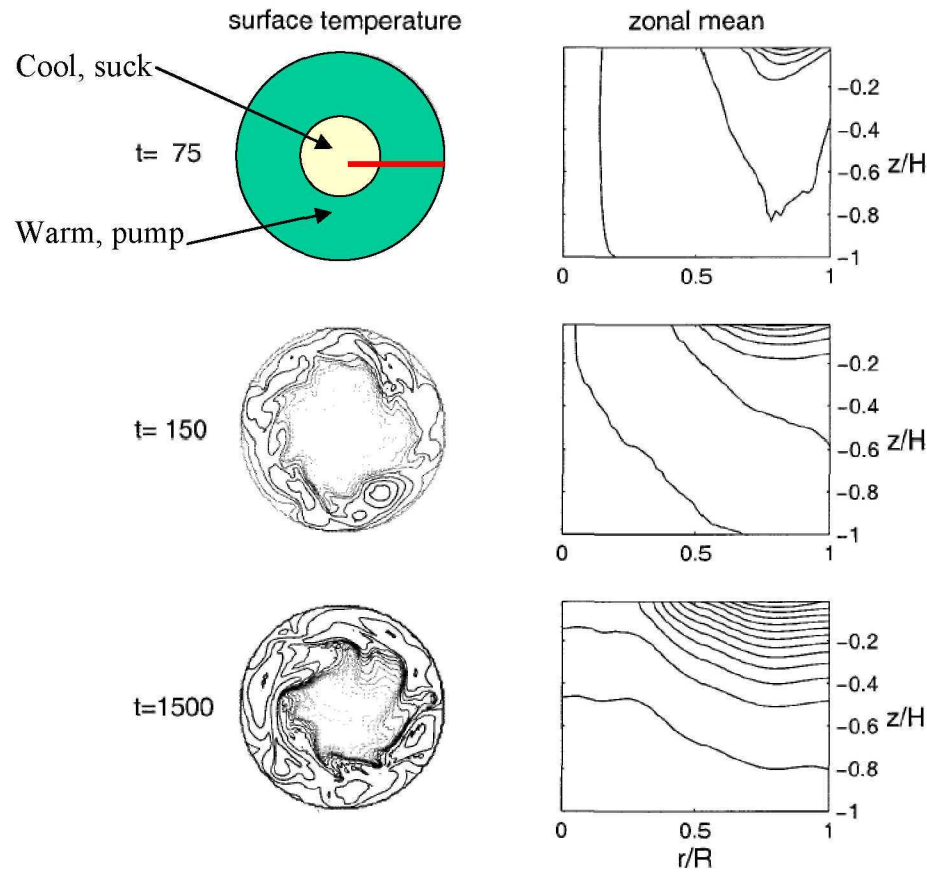 surface temperature
zonal mean
Cool, suck
t= 75
Warm, pump
-0.2
-0.4
z/H
-0.6
-0.8
-1
0
0.5
1
t= 150
-0.2
-0.4
z/H
-0.6
-0.8
-1
0
0.5
1
t=1500
-0.2
-0.4
z/H
-0.6
-0.8
-1
0
0.5
1
r/R